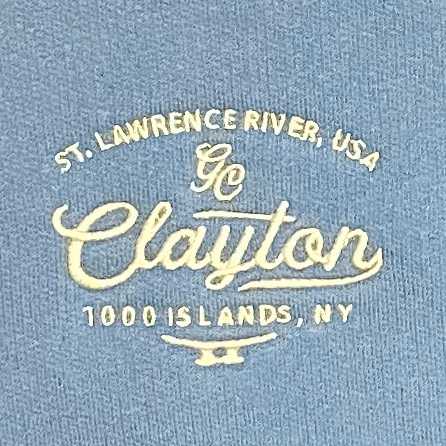 ST. LAWRENCE RIVER, USA
GC
Clayton
1000 ISLANDS, NY